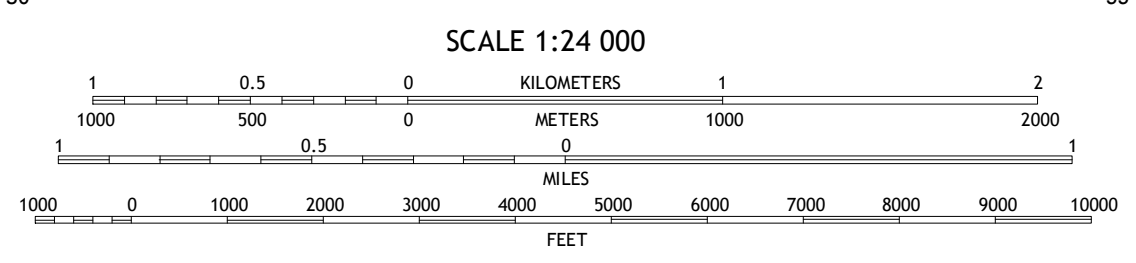 SCALE 1:24 000
1 0.5 0 KILOMETERS 1 2
1000 500 0 METERS 1000 2000
1 0.5 0 1
MILES
1000 0 1000 2000 3000 4000 5000 6000 7000 8000 9000 10000
FEET